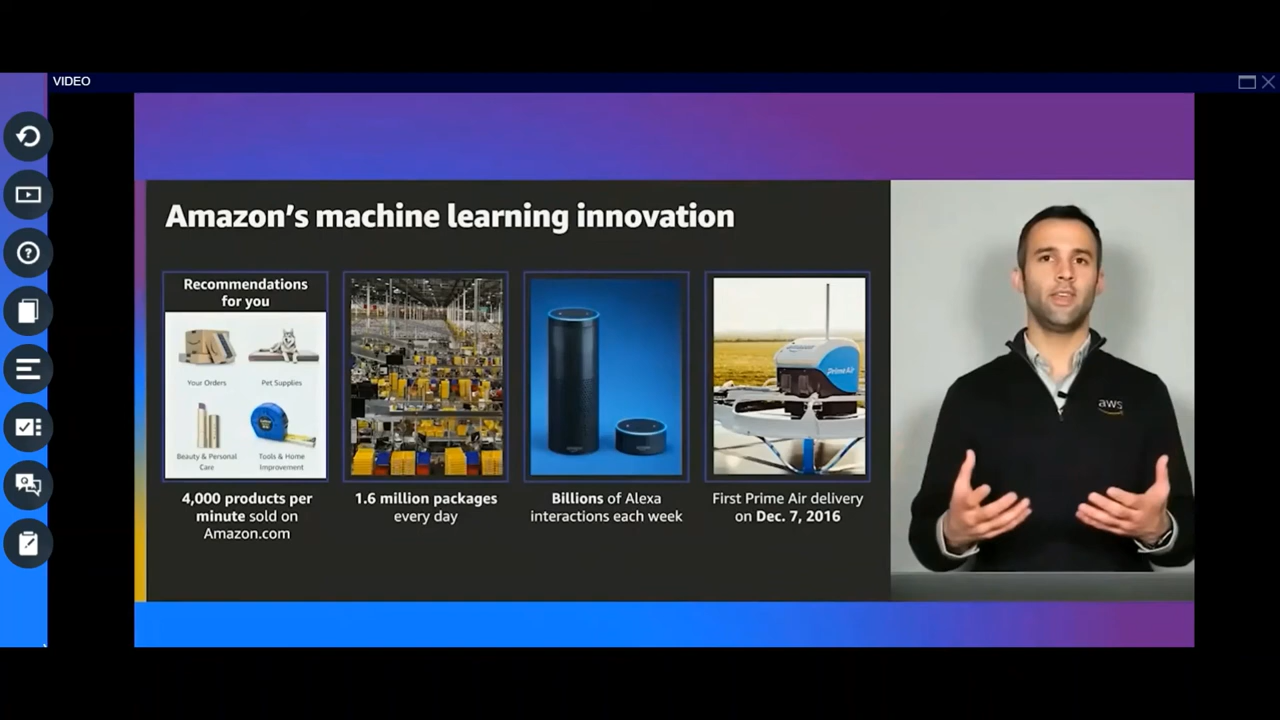 VIDEO
Amazon's machine learning innovation
Recommendations
for you
Your Orders
Pet Supplies
Beauty & Personal
Care
Tools & Home
Improvement
4,000 products per
minute sold on
Amazon.com
1.6 million packages
every day
Billions of Alexa
interactions each week
Prime Air
First Prime Air delivery
on Dec. 7, 2016
aws